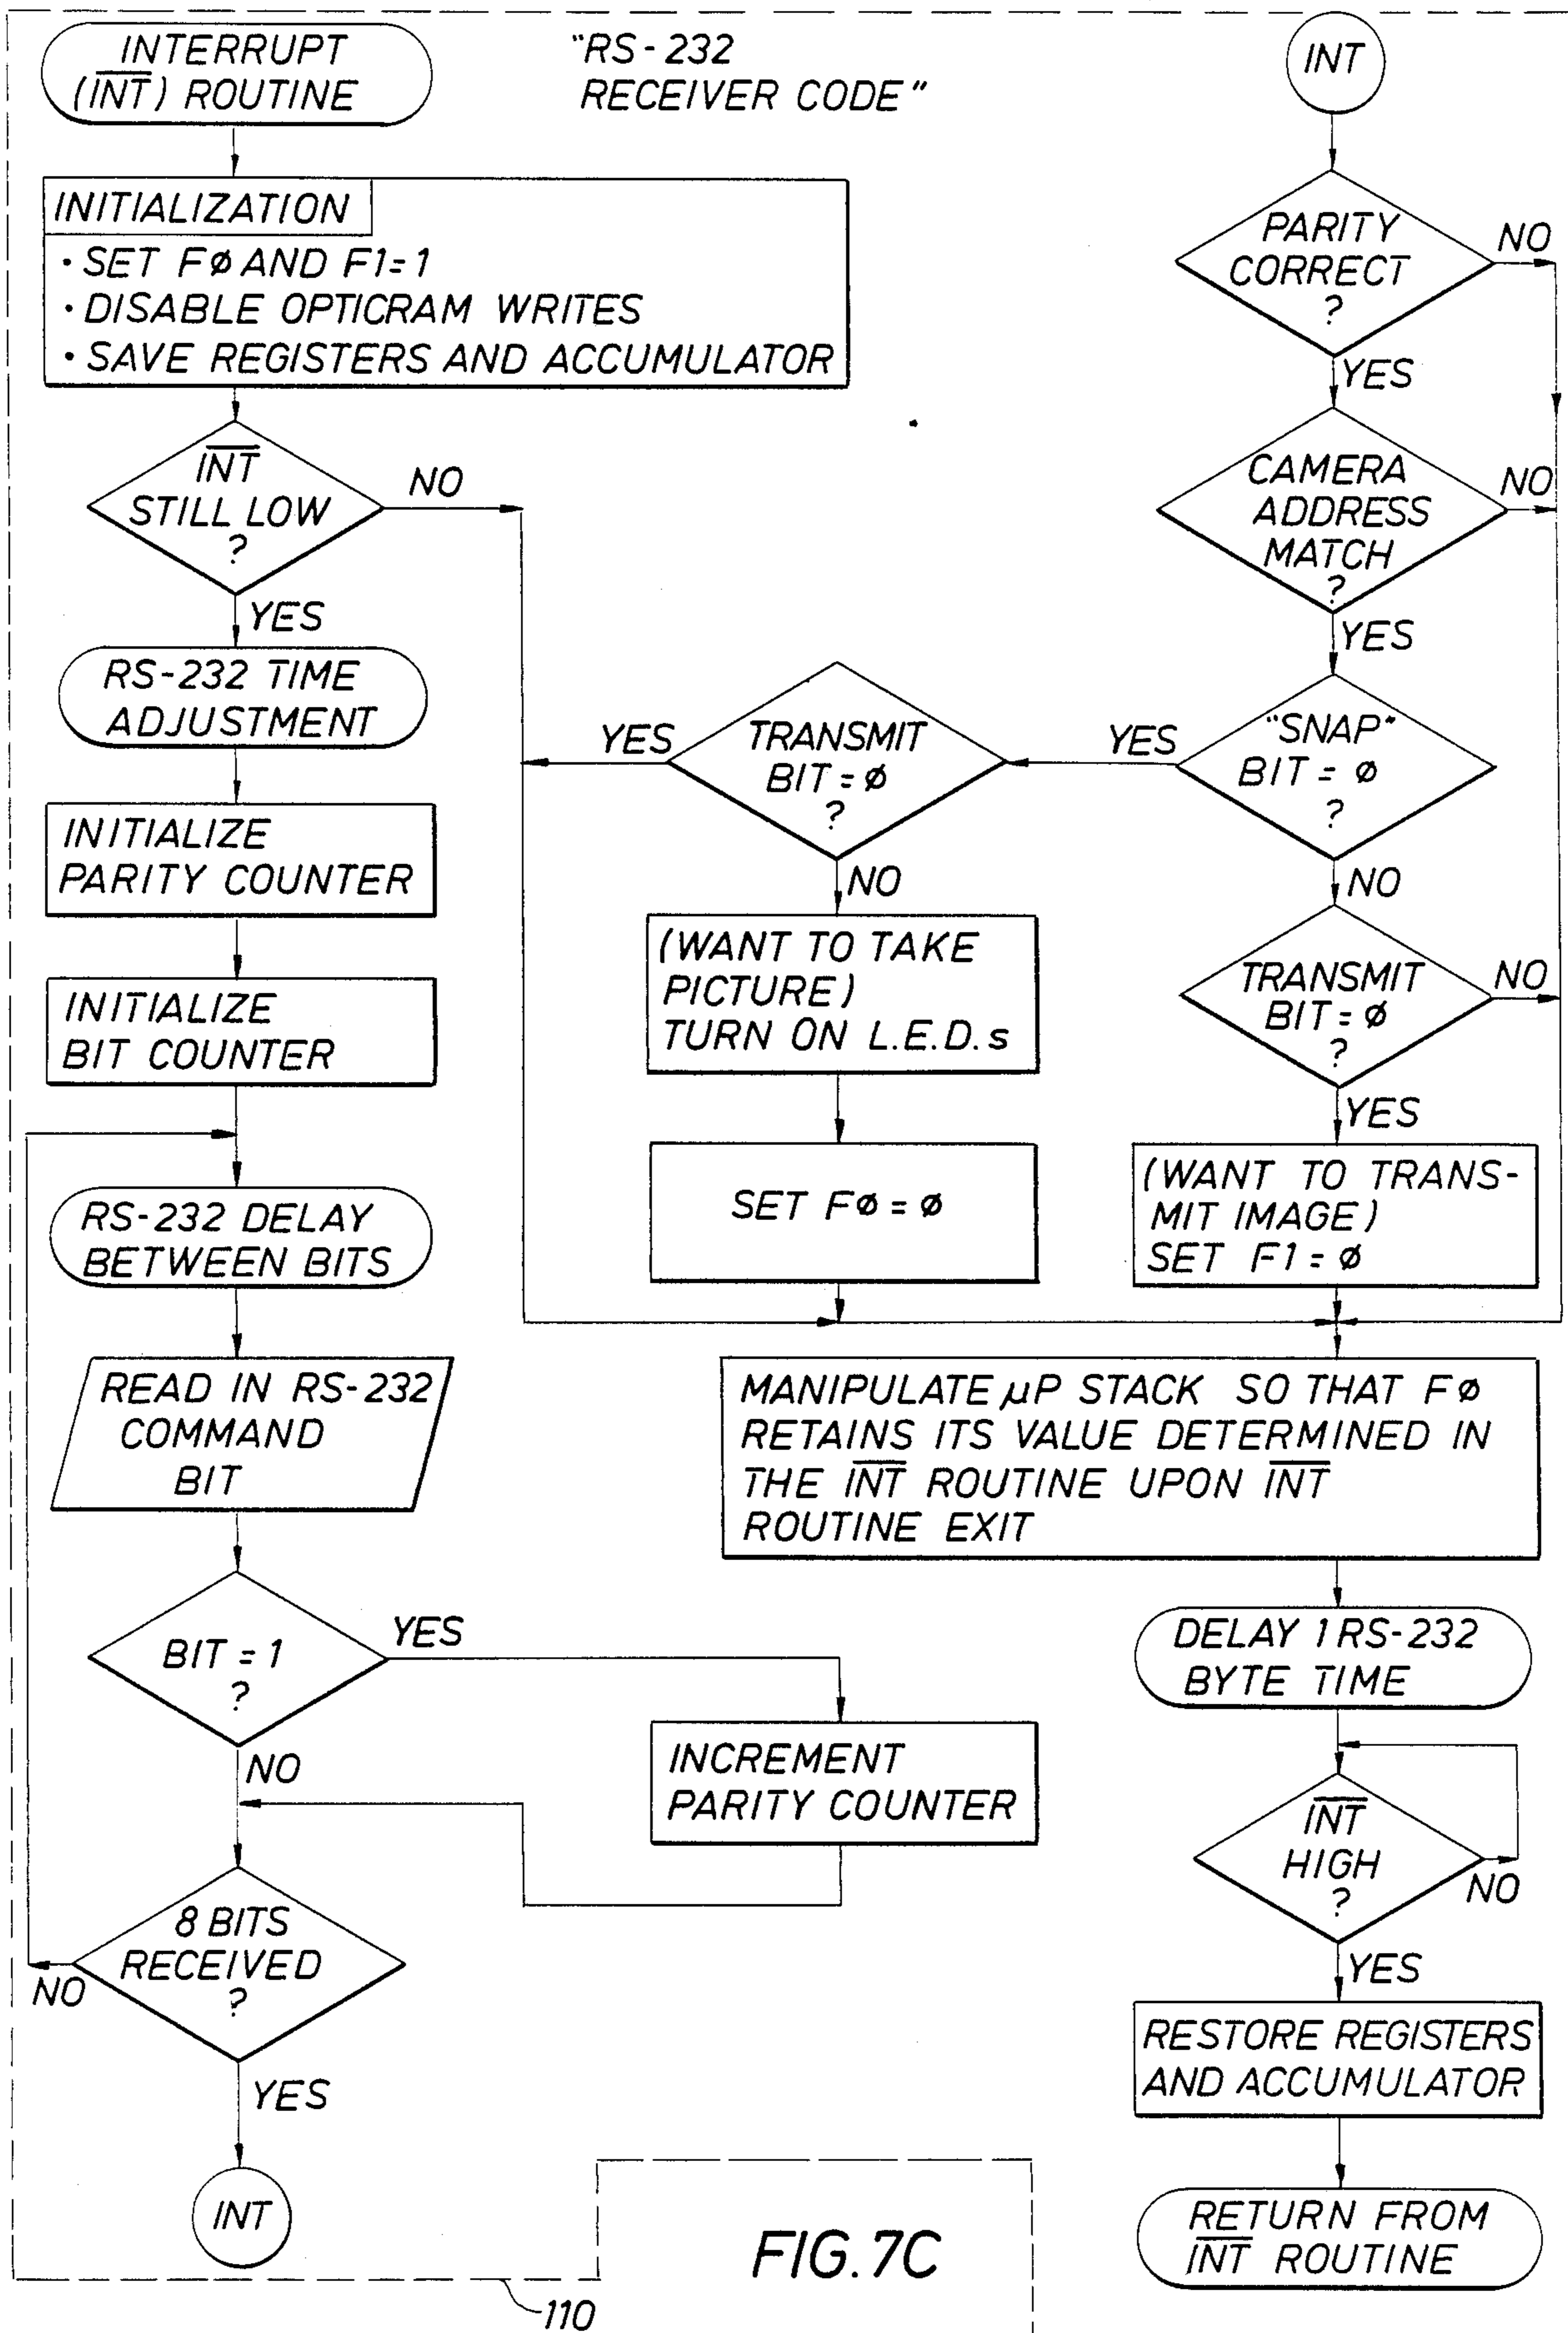 INTERRUPT
(INT) ROUTINE
"RS-232
RECEIVER CODE"
INITIALIZATION
• SET FØ AND F1=1
• DISABLE OPTICRAM WRITES
• SAVE REGISTERS AND ACCUMULATOR
INT
STILL LOW
?
NO
YES
RS-232 TIME
ADJUSTMENT
INITIALIZE
PARITY COUNTER
INITIALIZE
BIT COUNTER
RS-232 DELAY
BETWEEN BITS
READ IN RS-232
COMMAND
BIT
BIT = 1
?
YES
NO
INCREMENT
PARITY COUNTER
8 BITS
RECEIVED
?
NO
YES
INT
INT
PARITY
CORRECT
?
NO
YES
CAMERA
ADDRESS
MATCH
?
NO
YES
"SNAP"
BIT = Ø
?
YES
NO
TRANSMIT
BIT = Ø
?
YES
NO
(WANT TO TAKE
PICTURE)
TURN ON L.E.D.s
SET FØ = Ø
TRANSMIT
BIT = Ø
?
NO
YES
(WANT TO TRANS-
MIT IMAGE)
SET F1 = Ø
MANIPULATE µP STACK SO THAT FØ
RETAINS ITS VALUE DETERMINED IN
THE INT ROUTINE UPON INT
ROUTINE EXIT
DELAY 1 RS-232
BYTE TIME
INT
HIGH
?
NO
YES
RESTORE REGISTERS
AND ACCUMULATOR
RETURN FROM
INT ROUTINE
FIG. 7C
110